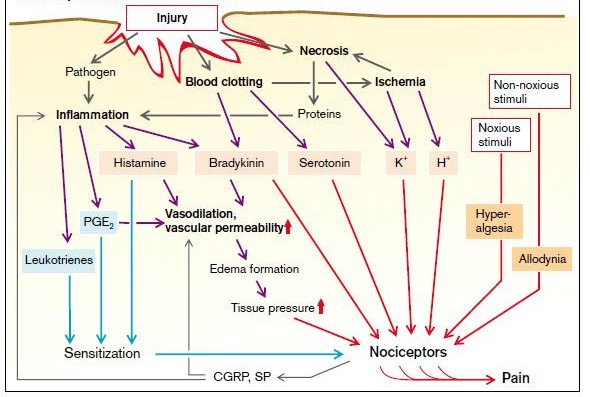 Injury
Necrosis
Pathogen
Blood clotting
Ischemia
Non-noxious
stimuli
Inflammation
Proteins
Noxious
stimuli
Histamine
Bradykinin
Serotonin
K+
H+
PGE2
Vasodilation,
vascular permeability
Hyper-
algesia
Leukotrienes
Edema formation
Allodynia
Tissue pressure
Sensitization
Nociceptors
CGRP, SP
Pain